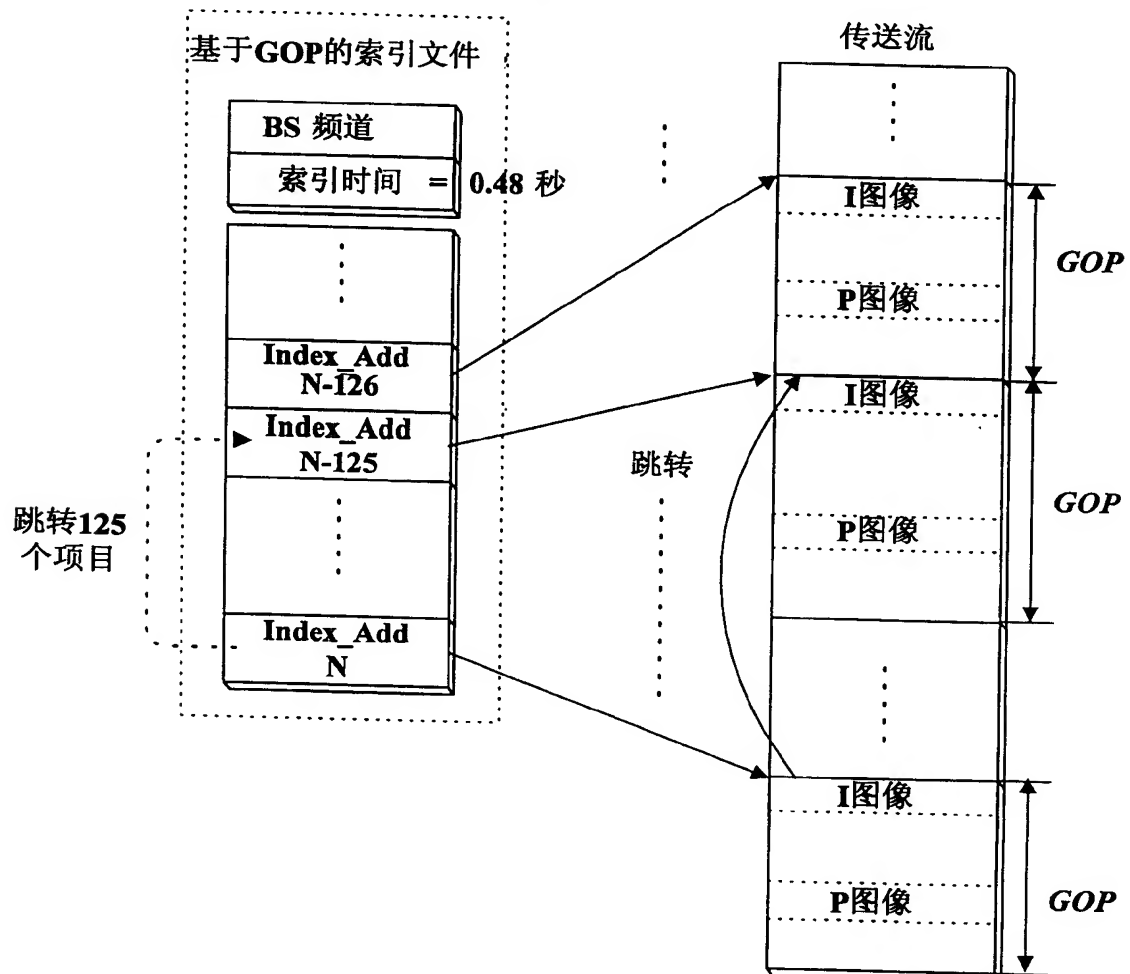 基于GOP的索引文件
BS 频道
索引时间 = 0.48 秒
Index_Add
N-126
Index_Add
N-125
跳转125
个项目
Index_Add
N
跳转
传送流
I图像
P图像
GOP
I图像
P图像
GOP
I图像
P图像
GOP